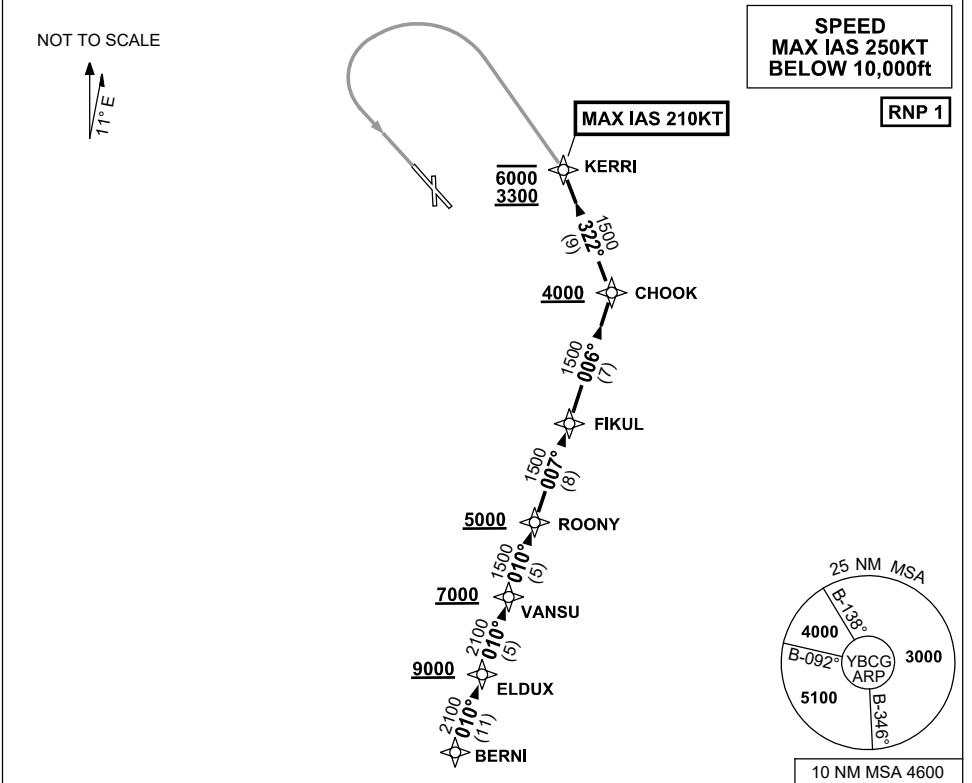 NOT TO SCALE
11° E
SPEED
MAX IAS 250KT
BELOW 10,000ft
RNP 1
MAX IAS 210KT
KERRI
6000
3300
1500
322°
(9)
4000
CHOOK
1500
006°
(7)
FIKUL
1500
007°
(8)
5000
ROONY
1500
010°
(5)
7000
VANSU
2100
010°
(5)
9000
ELDUX
2100
010°
(11)
BERNI
25 NM MSA
B-138°
4000
B-092°
YBCG
ARP
3000
5100
B-346°
10 NM MSA 4600